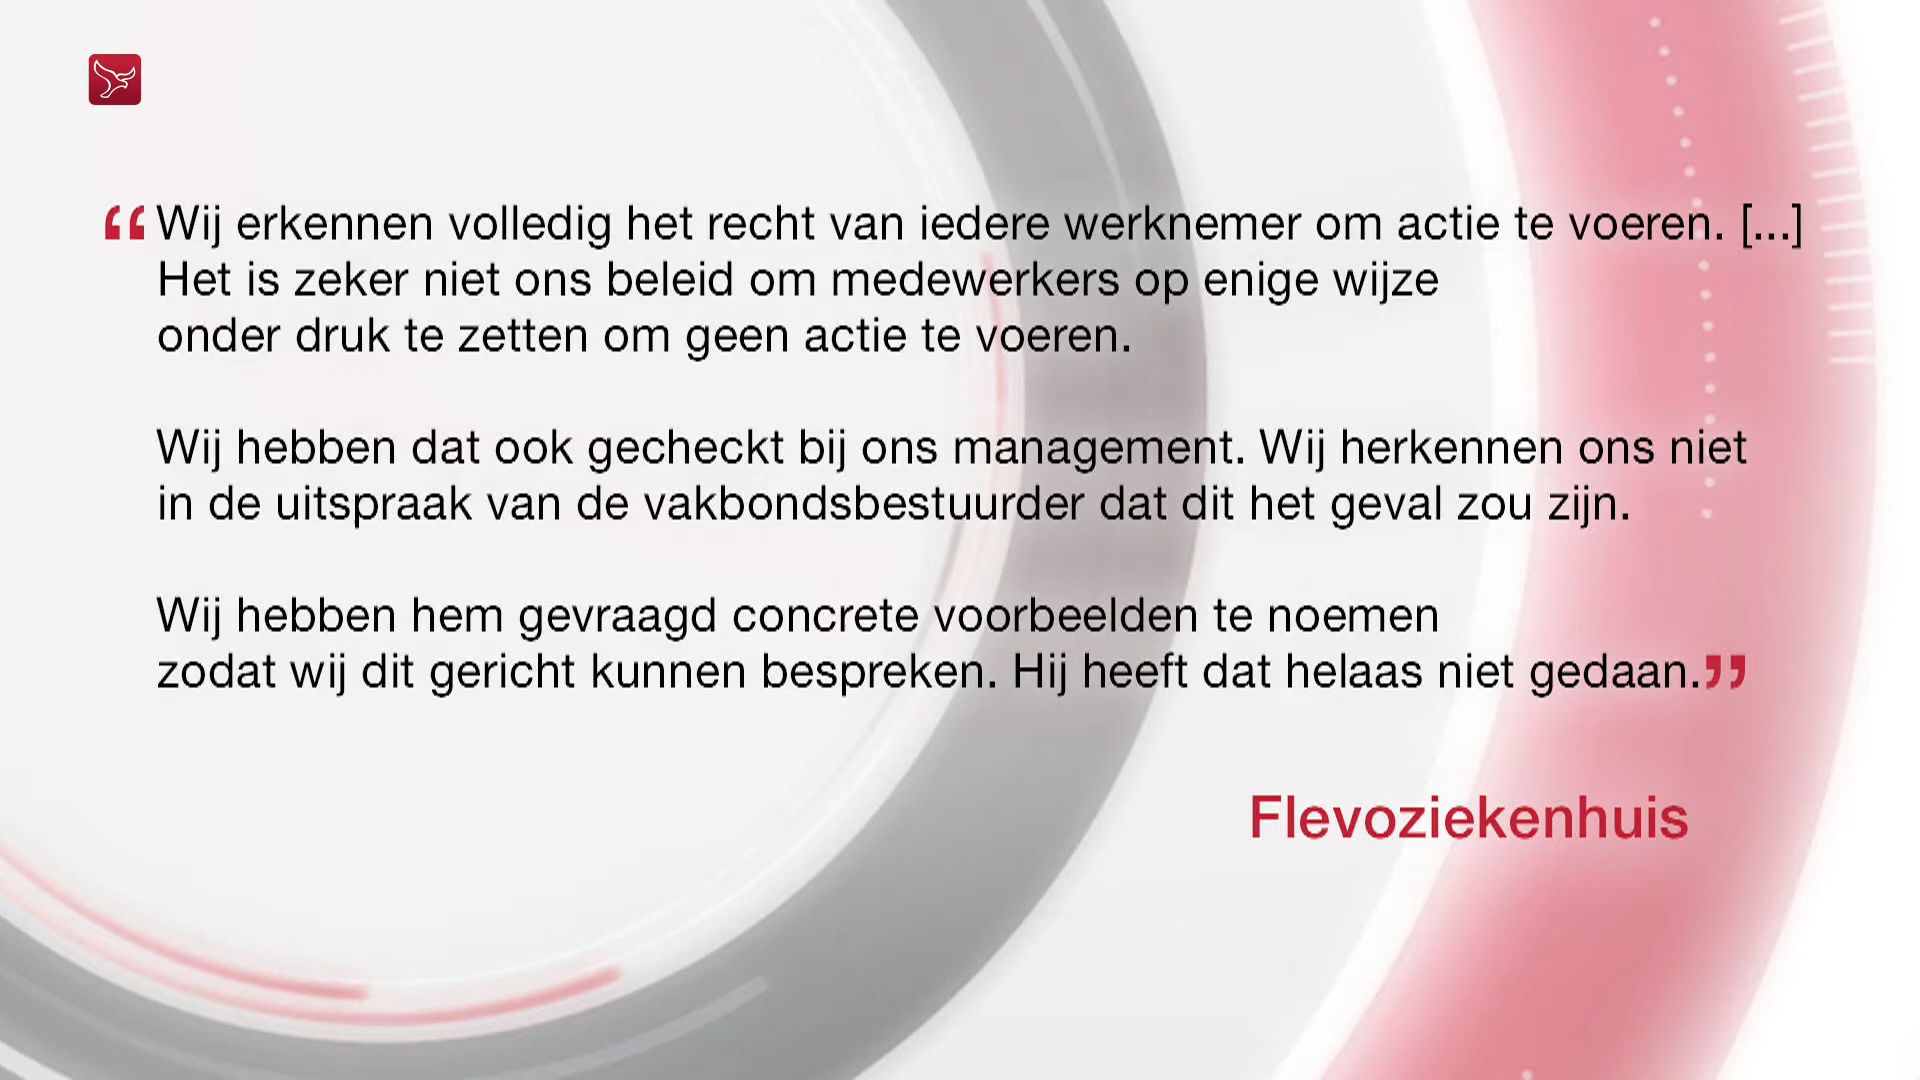 “Wij erkennen volledig het recht van iedere werknemer om actie te voeren. [...]
Het is zeker niet ons beleid om medewerkers op enige wijze
onder druk te zetten om geen actie te voeren.
Wij hebben dat ook gecheckt bij ons management. Wij herkennen ons niet
in de uitspraak van de vakbondsbestuurder dat dit het geval zou zijn.
Wij hebben hem gevraagd concrete voorbeelden te noemen
zodat wij dit gericht kunnen bespreken. Hij heeft dat helaas niet gedaan.”
Flevoziekenhuis